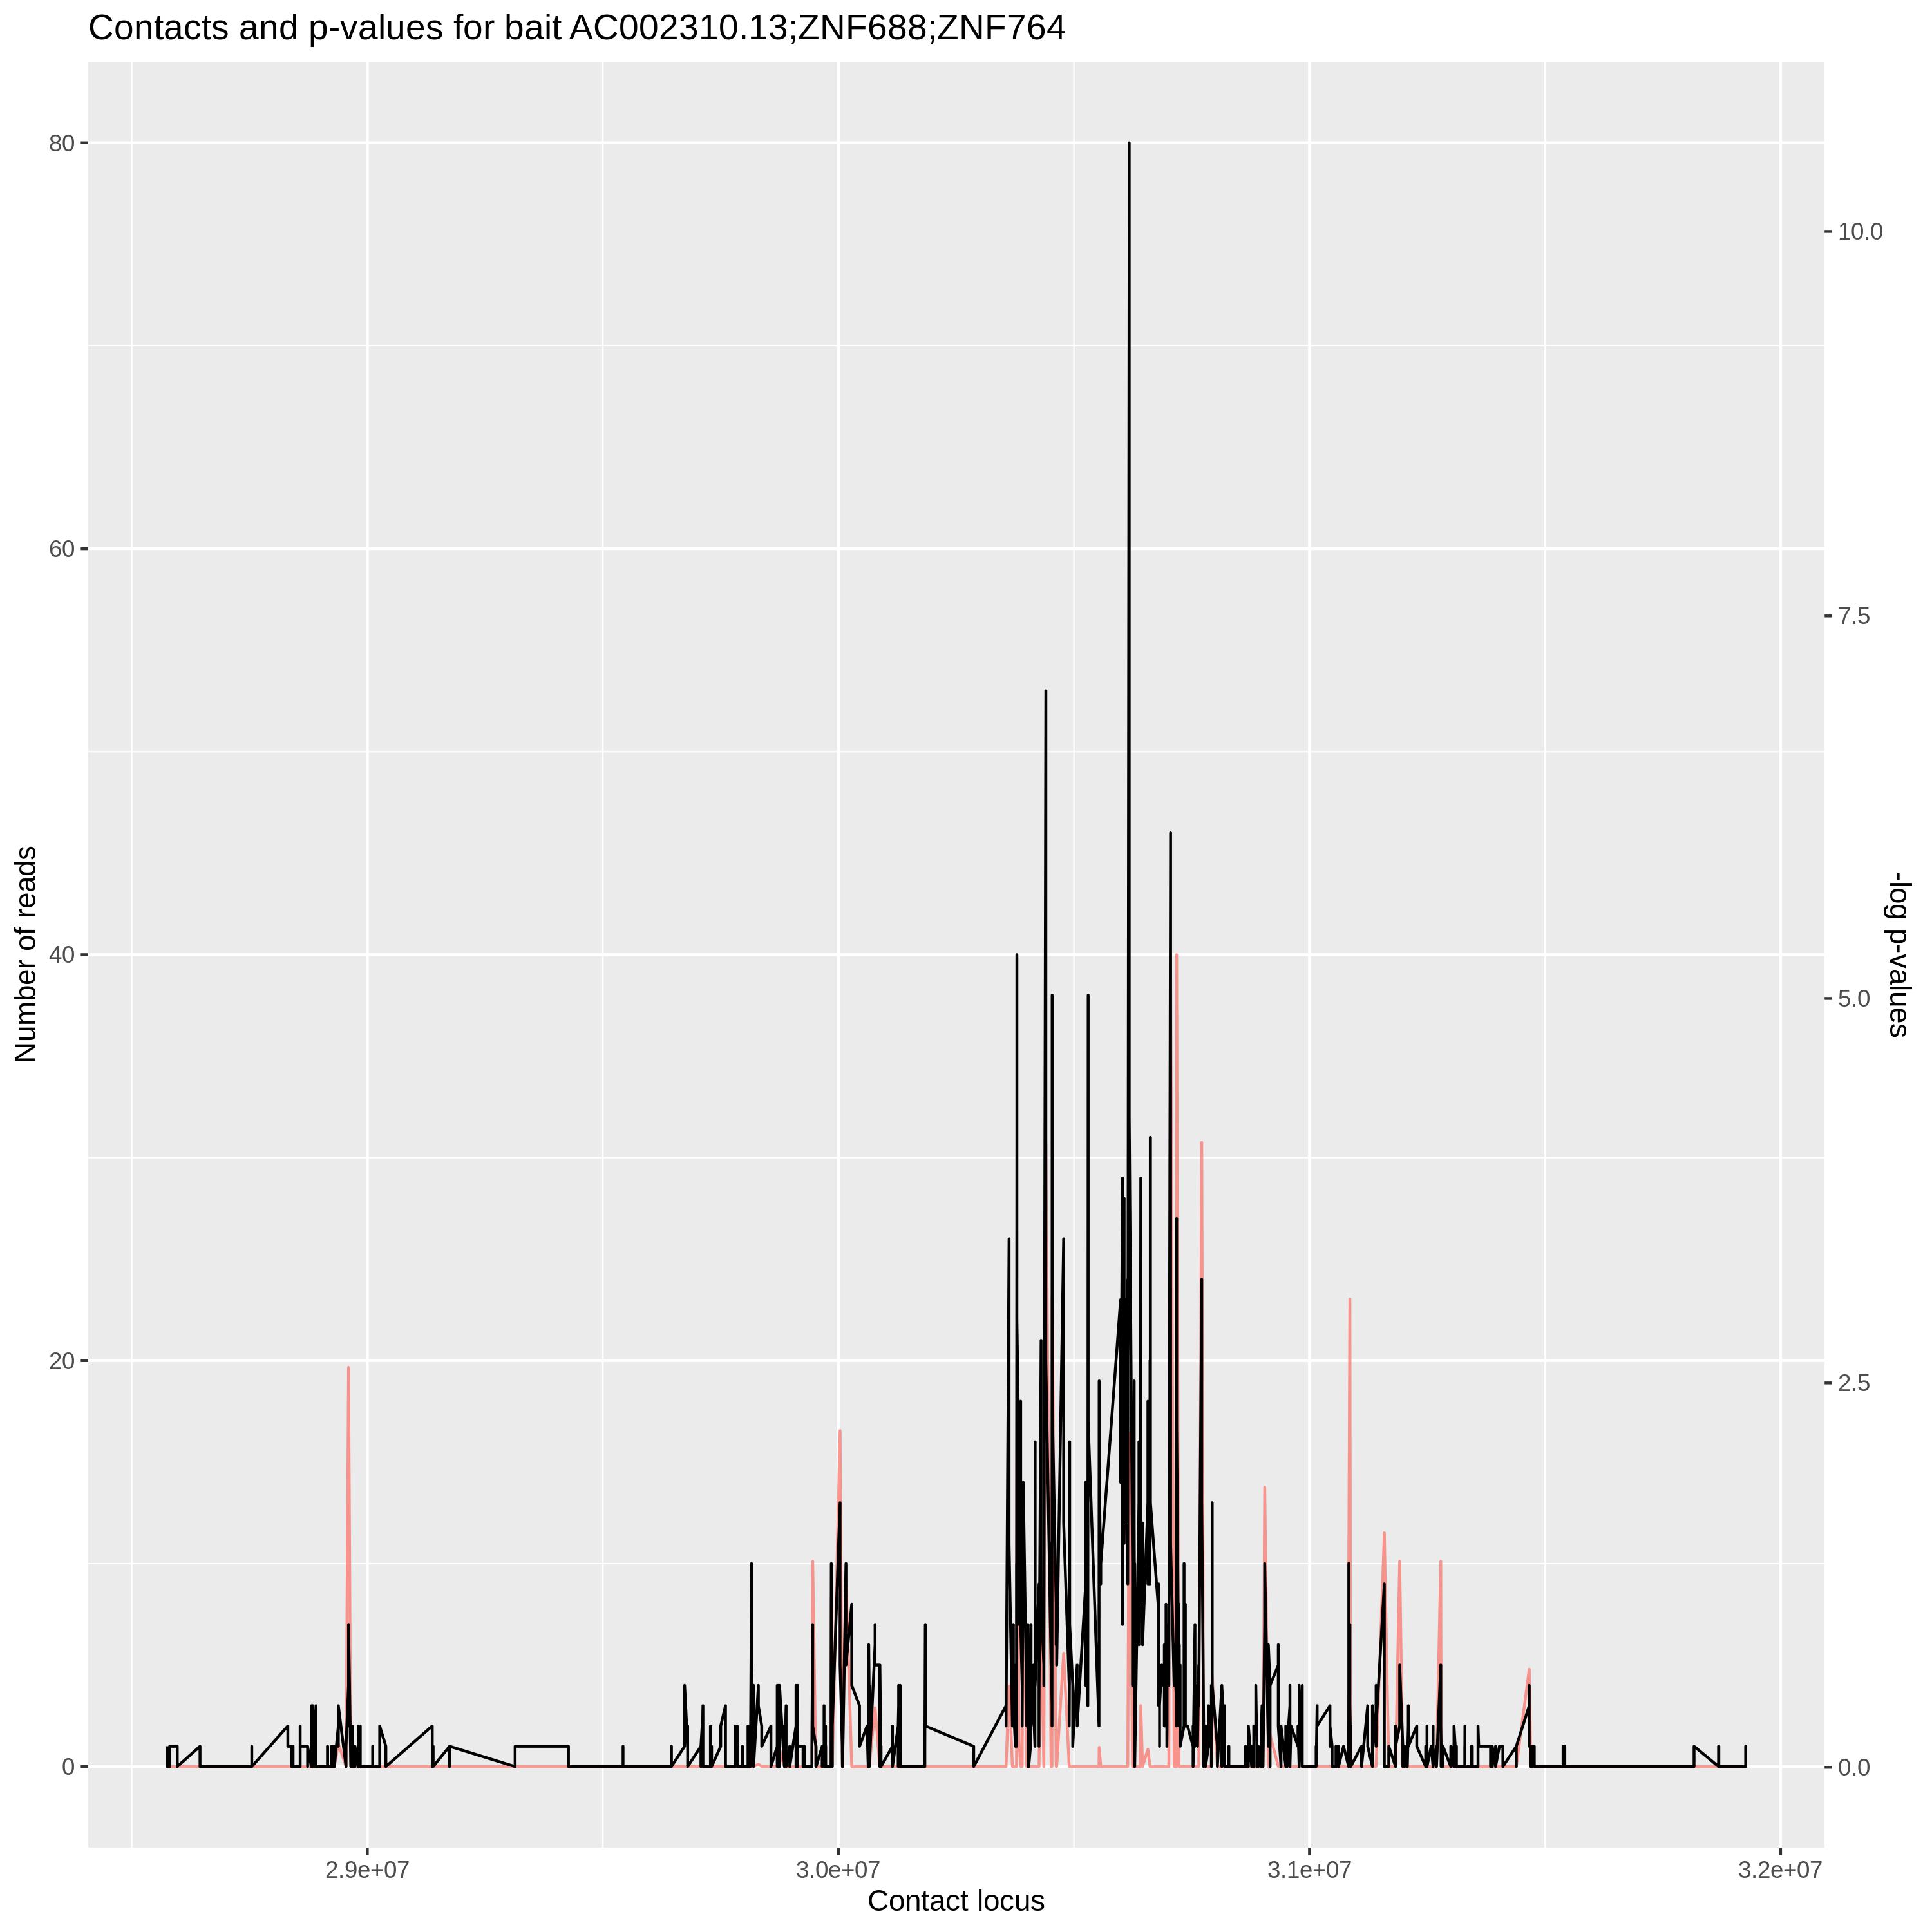 Contacts and p-values for bait AC002310.13;ZNF688;ZNF764
80
60
40
20
0
Number of reads
10.0
7.5
5.0
2.5
0.0
-log p-values
2.9e+07
3.0e+07
3.1e+07
3.2e+07
Contact locus